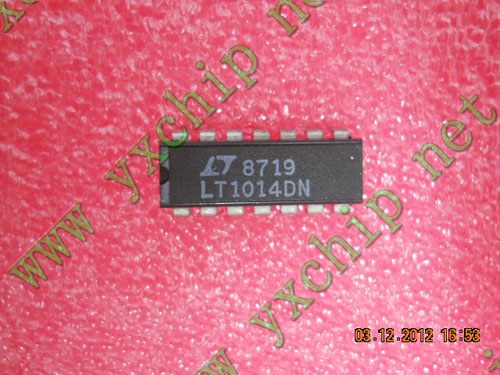 www yxchip net
www yxchip net
LT 8719
LT1014DN
03.12.2012 16:53